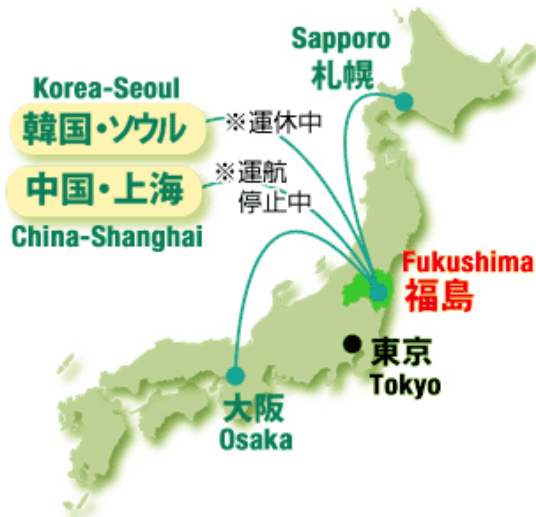 Sapporo
札幌
Korea-Seoul
韓国・ソウル
※運休中
中国・上海
※運航
停止中
China-Shanghai
Fukushima
福島
東京
Tokyo
大阪
Osaka